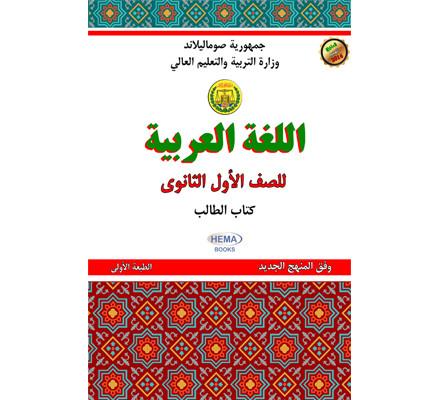 جمهورية صوماليلاند
وزارة التربية والتعليم العالي
اللغة العربية
للصف الأول الثانوى
كتاب الطالب
HEMA
BOOKS
وفق المنهج الجديد
الطبعة الأولى